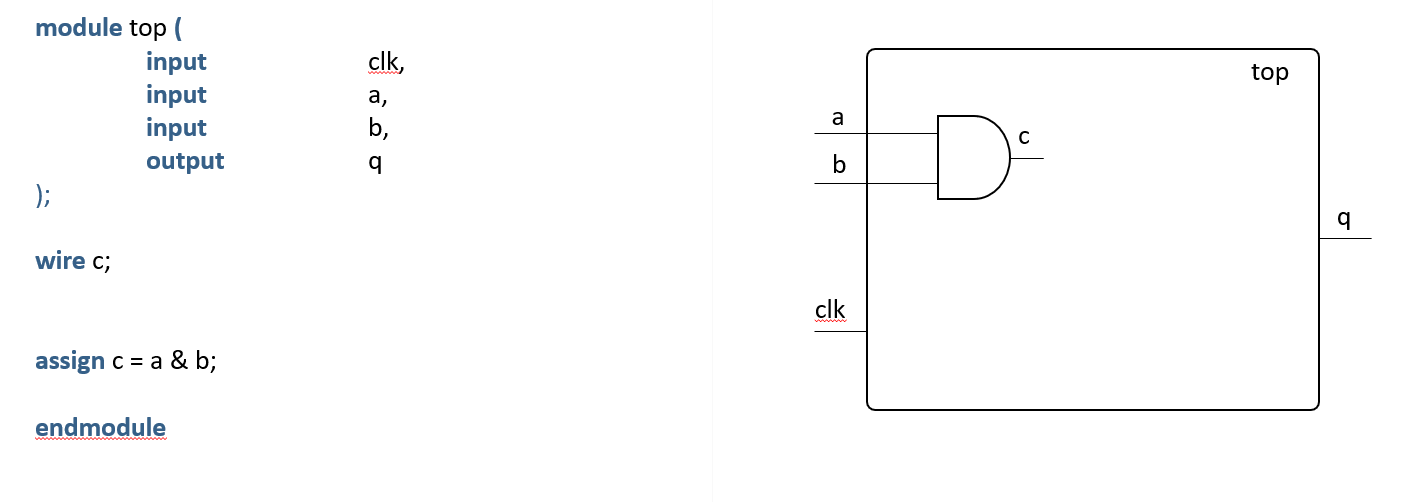 module top (
input clk,
input a,
input b,
output q
);
wire c;
assign c = a & b;
endmodule
top
a
c
b
q
clk